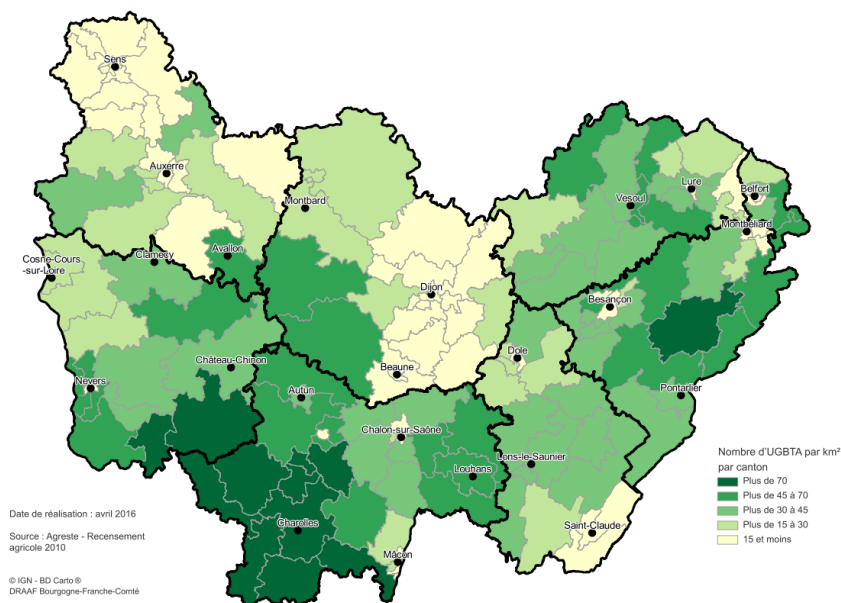 Sens
Auxerre
Montbard
Vesoul
Lure
Belfort
Montbéliard
Avallon
Clamecy
Cosne-Cours
-sur-Loire
Dijon
Besançon
Château-Chinon
Dole
Nevers
Beaune
Autun
Pontarlier
Chalon-sur-Saône
Lons-le-Saunier
Louhans
Charolles
Saint-Claude
Mâcon
Nombre d'UGBTA par km²
par canton
Plus de 70
Plus de 45 à 70
Plus de 30 à 45
Plus de 15 à 30
15 et moins
Date de réalisation : avril 2016
Source : Agreste - Recensement
agricole 2010
© IGN - BD Carto ®
DRAAF Bourgogne-Franche-Comté